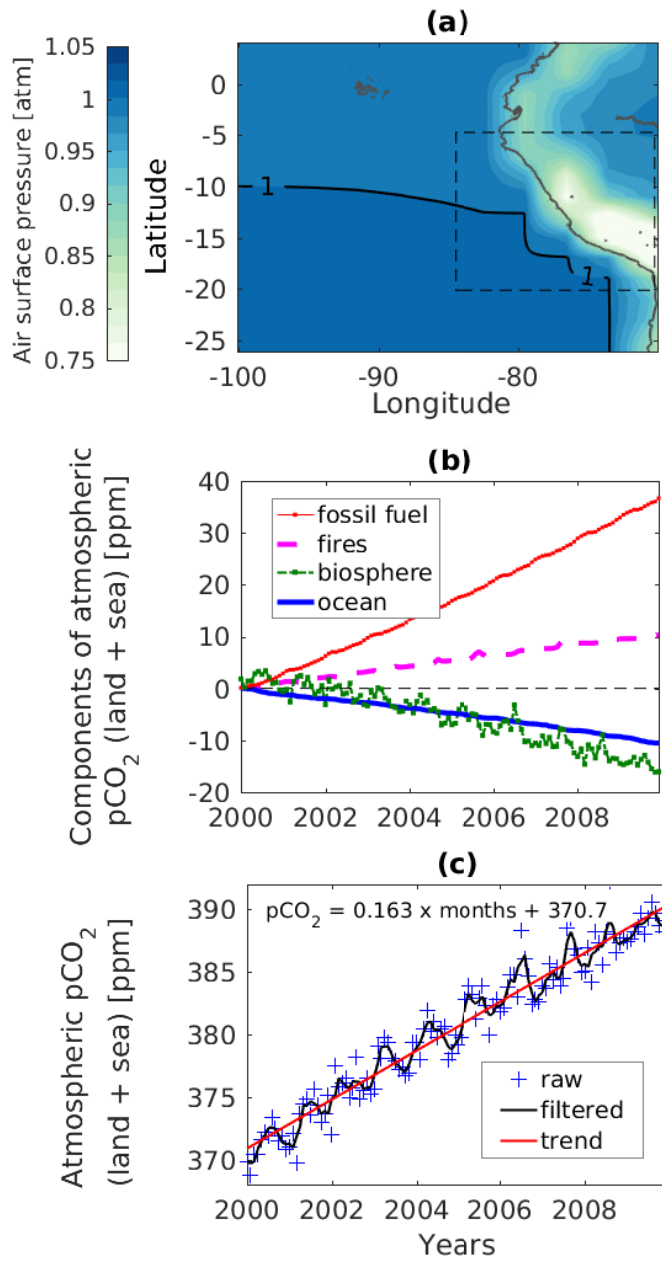 (a)
Air surface pressure [atm]
1.05
1
0.95
0.9
0.85
0.8
0.75
Latitude
0
-5
-10
-15
-20
-25
1
1
-100
-90
-80
Longitude
(b)
Components of atmospheric
pCO₂ (land + sea) [ppm]
40
30
20
10
0
-10
-20
fossil fuel
fires
biosphere
ocean
2000
2002
2004
2006
2008
(c)
Atmospheric pCO₂
(land + sea) [ppm]
390
385
380
375
370
pCO₂ = 0.163 x months + 370.7
raw
filtered
trend
2000
2002
2004
2006
2008
Years